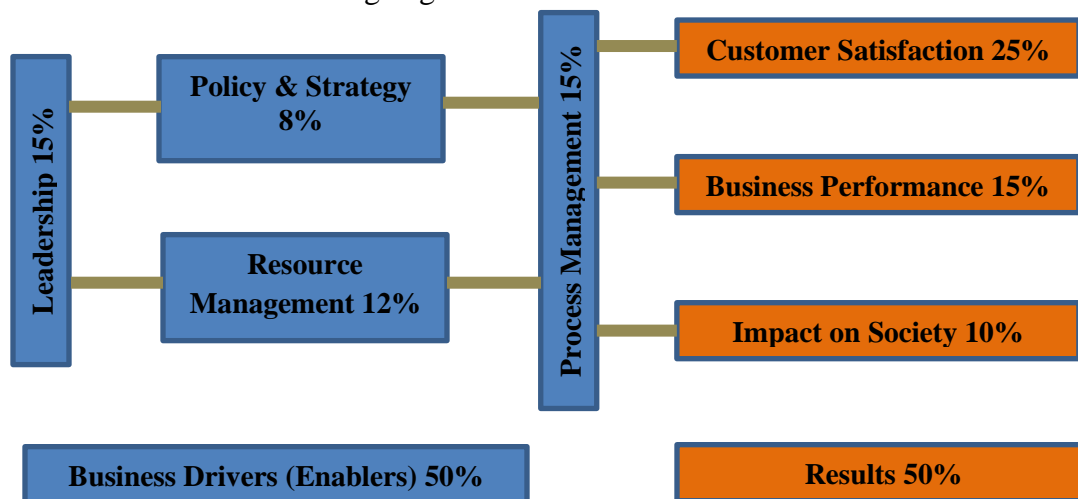 Leadership 15%
Policy & Strategy
8%
Resource
Management 12%
Process Management 15%
Customer Satisfaction 25%
Business Performance 15%
Impact on Society 10%
Business Drivers (Enablers) 50%
Results 50%